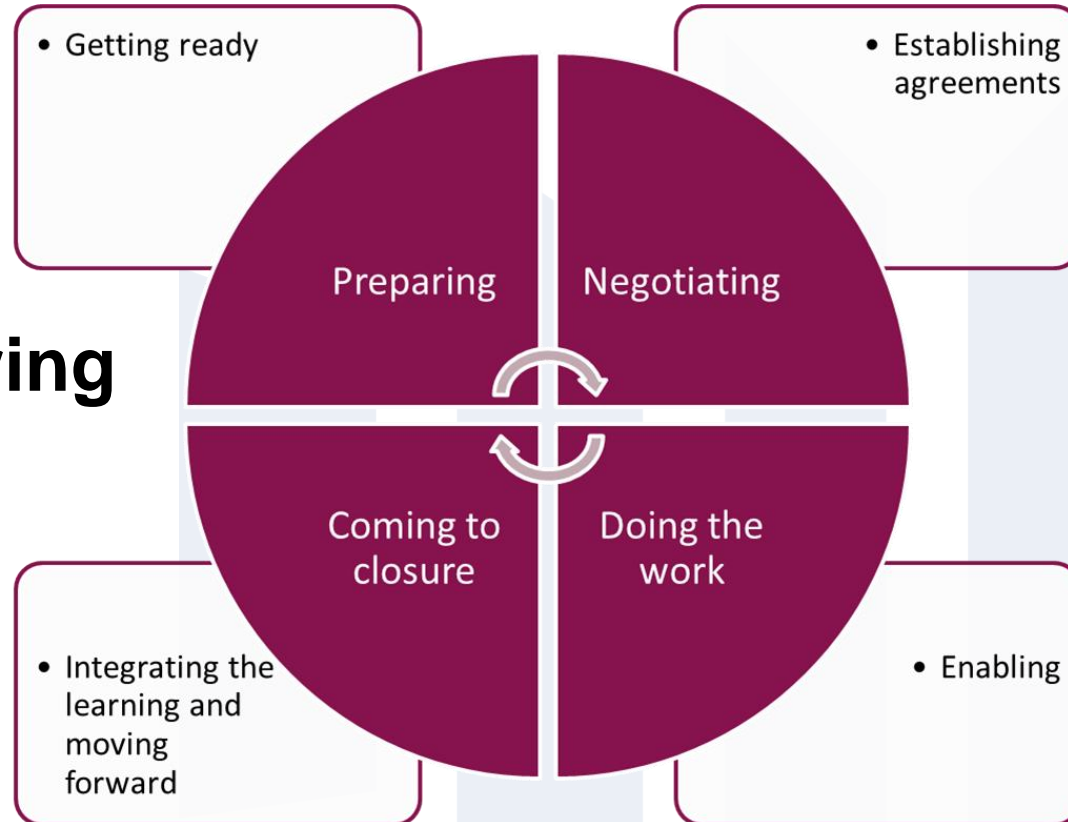 • Getting ready
• Establishing
agreements
Preparing
Negotiating
ring
Coming to
closure
Doing the
work
• Integrating the
learning and
moving
forward
• Enabling